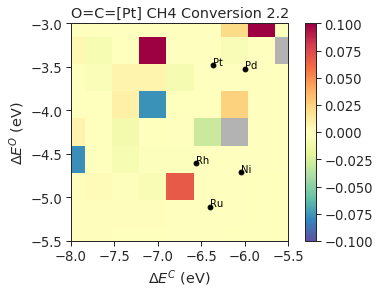 O=C=[Pt] CH4 Conversion 2.2
ΔE^O (eV)
−3.0
−3.5
−4.0
−4.5
−5.0
−5.5
Pt
Pd
Rh
Ni
Ru
−8.0 −7.5 −7.0 −6.5 −6.0 −5.5
ΔE^C (eV)
0.100
0.075
0.050
0.025
0.000
−0.025
−0.050
−0.075
−0.100